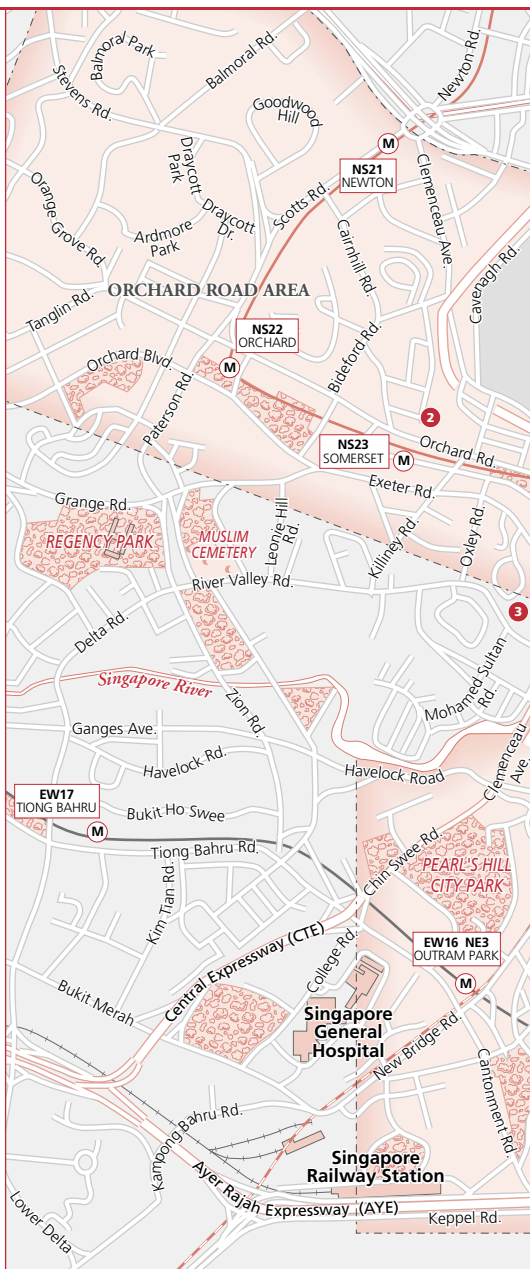 Balmoral Park
Stevens Rd.
Balmoral Rd.
Newton Rd.
Goodwood
Hill
NS21
NEWTON
M
Draycott
Park
Draycott
Dr.
Scotts Rd.
Clemenceau Ave.
Orange Grove Rd.
Ardmore
Park
Cairnhill Rd.
Cavenagh Rd.
ORCHARD ROAD AREA
Tanglin Rd.
NS22
ORCHARD
M
Orchard Blvd.
Paterson Rd.
Bideford Rd.
2
NS23
SOMERSET
M
Orchard Rd.
Exeter Rd.
Grange Rd.
REGENCY PARK
MUSLIM
CEMETERY
Leonie Hill
Rd.
Killiney Rd.
Oxley Rd.
River Valley Rd.
3
Delta Rd.
Mohamed Sultan
Rd.
Singapore River
Zion Rd.
Ganges Ave.
Havelock Rd.
Havelock Road
Clemenceau
Ave.
EW17
TIONG BAHRU
M
Bukit Ho Swee
Tiong Bahru Rd.
Chin Swee Rd.
PEARL'S HILL
CITY PARK
Kim Tian Rd.
EW16 NE3
OUTRAM PARK
M
Central Expressway (CTE)
College Rd.
Bukit Merah
Singapore
General
Hospital
New Bridge Rd.
Cantonment Rd.
Kampong Bahru Rd.
Singapore
Railway Station
Ayer Rajah Expressway (AYE)
Keppel Rd.
Lower Delta